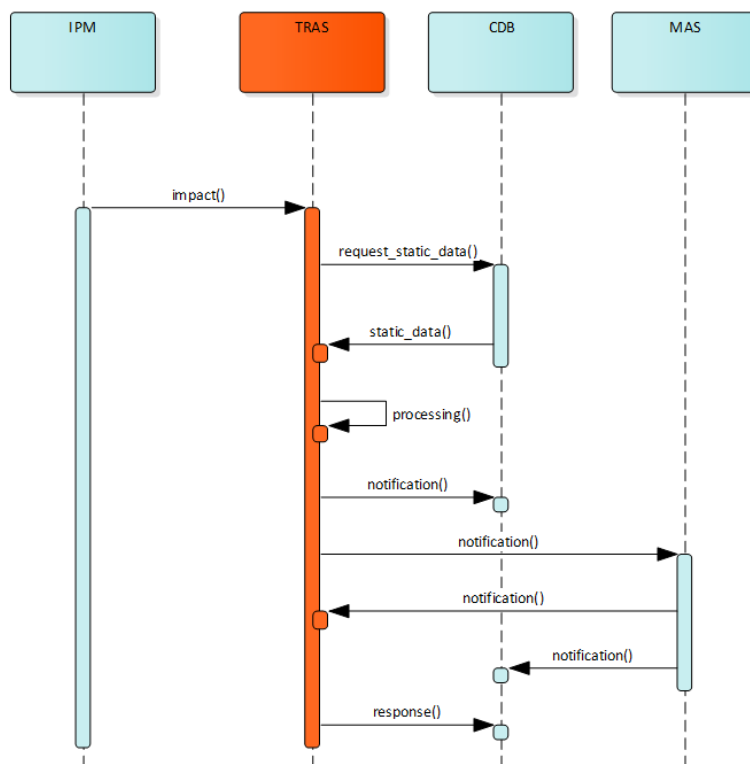 IPM
TRAS
CDB
MAS
impact()
request_static_data()
static_data()
processing()
notification()
notification()
notification()
notification()
response()